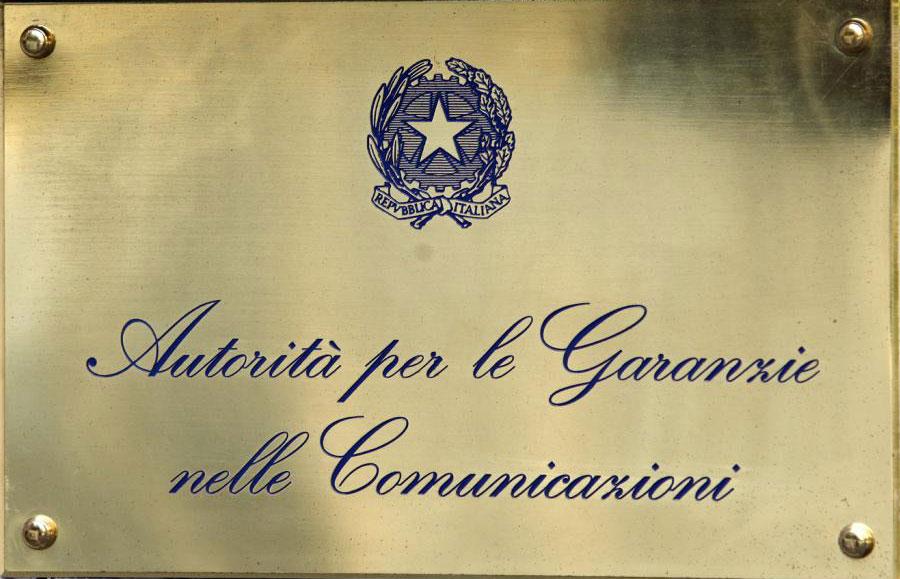 REPVBBLICA ITALIANA
Autorità per le Garanzie
nelle Comunicazioni